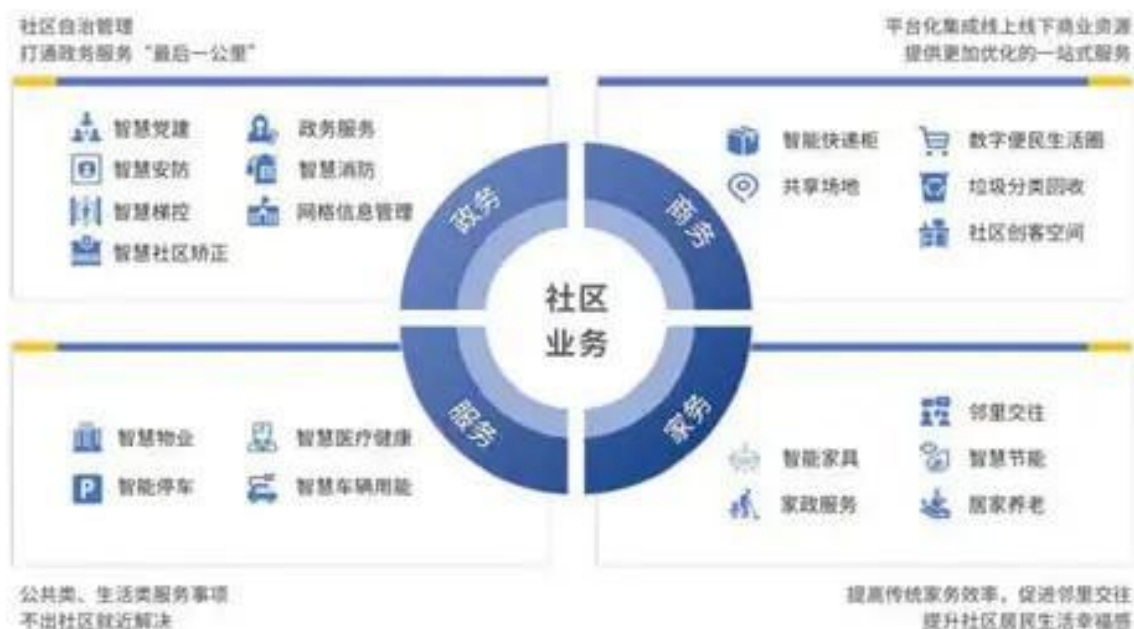 社区自治管理
打通政务服务“最后一公里”
平台化集成线上线下商业资源
提供更加优化的一站式服务
智慧党建
政务服务
智慧安防
智慧消防
智慧梯控
网格信息管理
智慧社区矫正
智能快递柜
数字便民生活圈
共享场地
垃圾分类回收
社区创客空间
政务
商务
社区
业务
服务
家务
智慧物业
智慧医疗健康
智能停车
智慧车辆用能
邻里交往
智能家具
智慧节能
家政服务
居家养老
公共类、生活类服务事项
不出社区就近解决
提高传统家务效率，促进邻里交往
提升社区居民生活幸福感